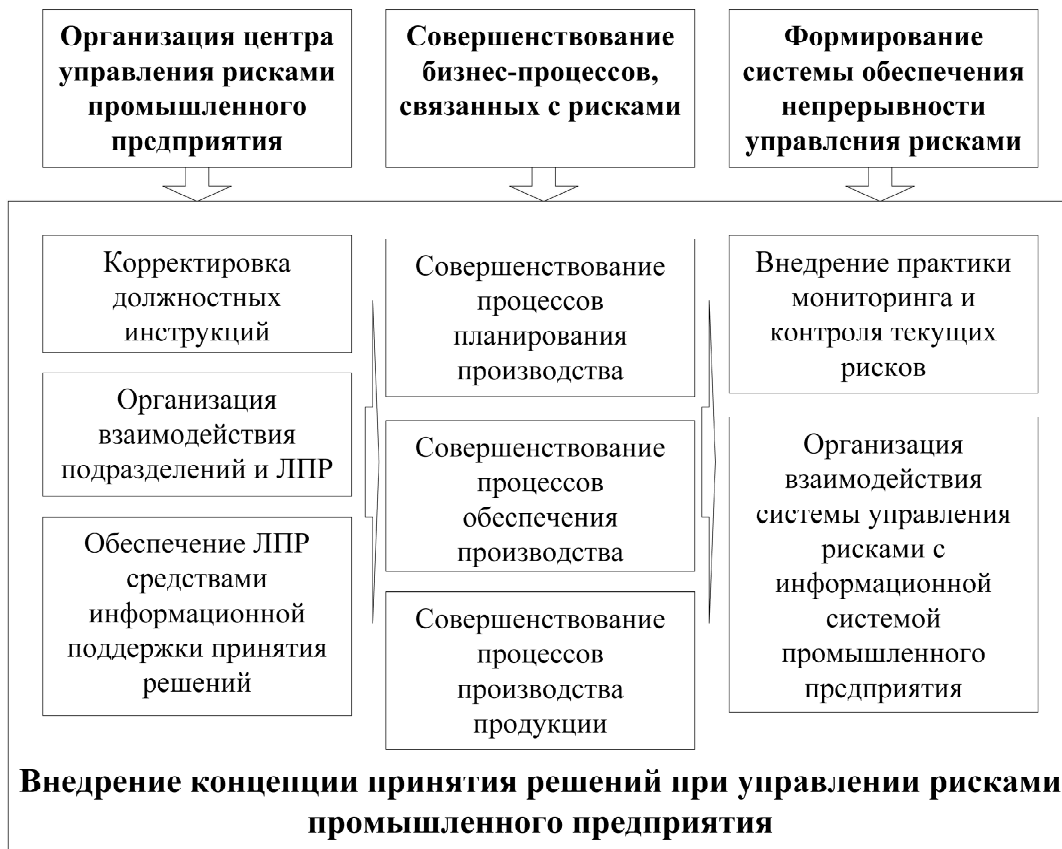 Организация центра
управления рисками
промышленного
предприятия
Совершенствование
бизнес-процессов,
связанных с рисками
Формирование
системы обеспечения
непрерывности
управления рисками
Корректировка
должностных
инструкций
Организация
взаимодействия
подразделений и ЛПР
Обеспечение ЛПР
средствами
информационной
поддержки принятия
решений
Совершенствование
процессов
планирования
производства
Совершенствование
процессов
обеспечения
производства
Совершенствование
процессов
производства
продукции
Внедрение практики
мониторинга и
контроля текущих
рисков
Организация
взаимодействия
системы управления
рисками с
информационной
системой
промышленного
предприятия
Внедрение концепции принятия решений при управлении рисками
промышленного предприятия